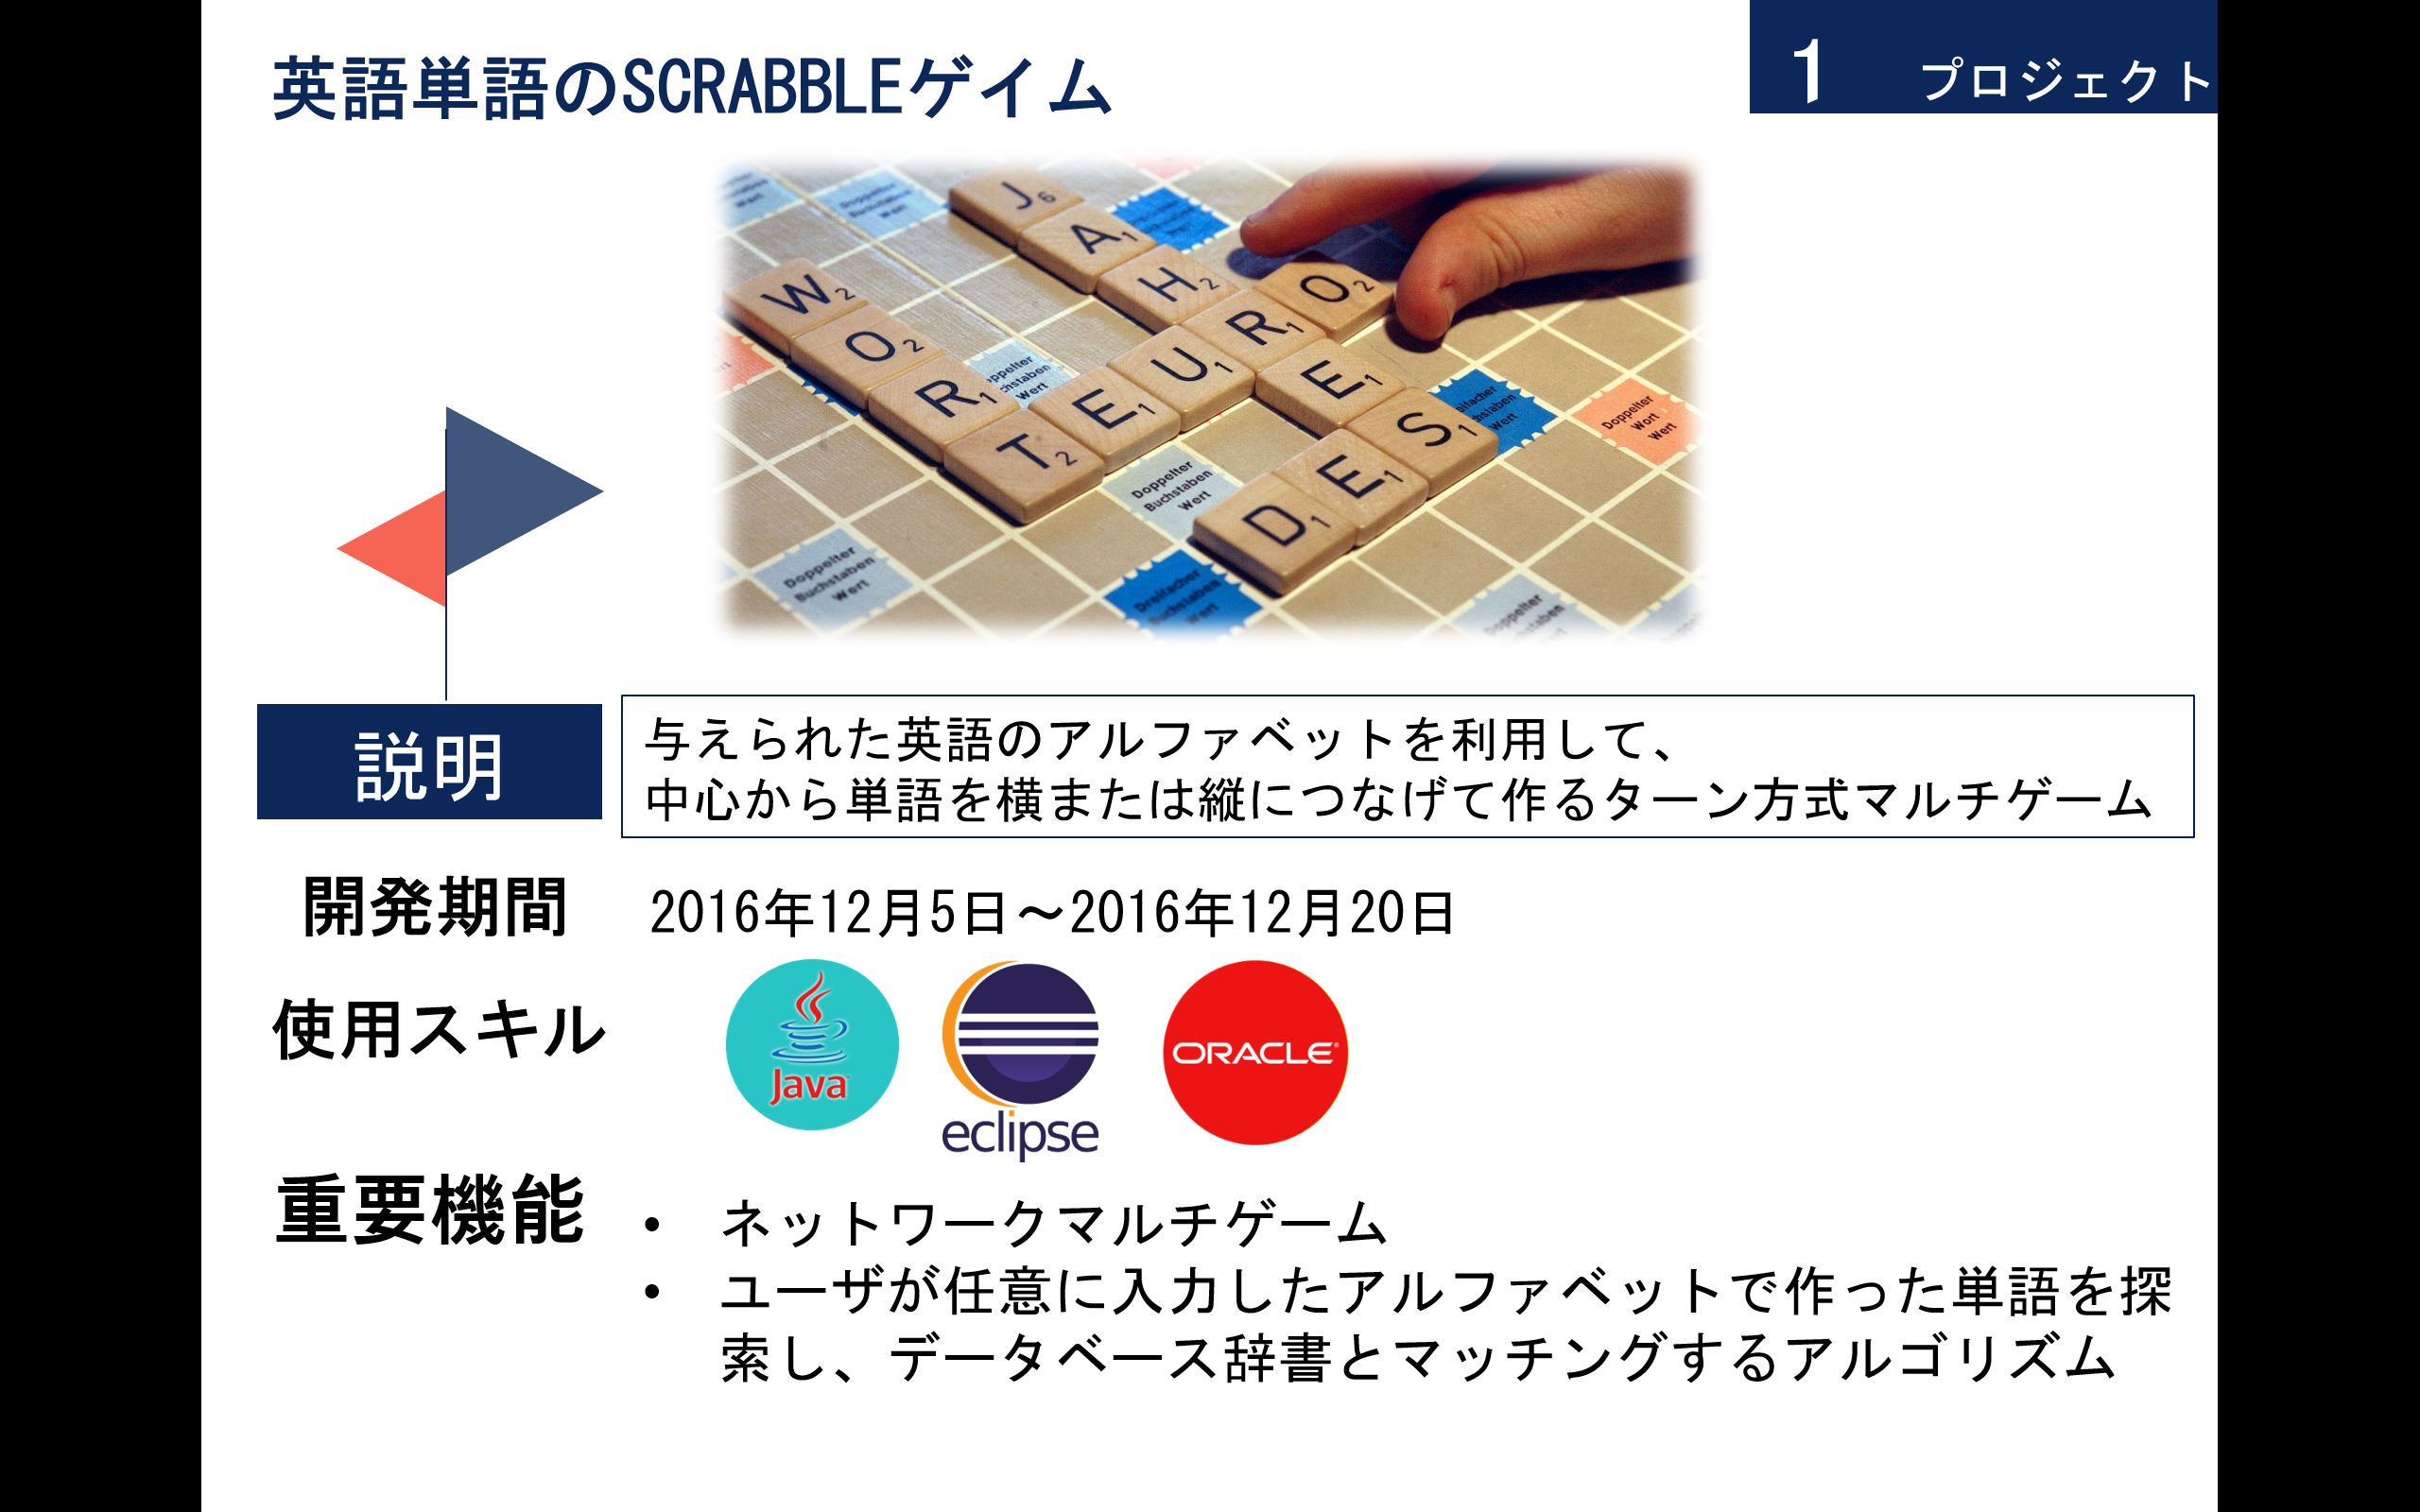 英語単語のSCRABBLEゲイム
1 プロジェクト
J6
A1
W2 H2 O2
O2 R1
R1 E1 U1 E1
T2 S1
E1
D1
Doppelter
Buchstaben
Wert
Doppelter
Wort
Wert
Doppelter
Buchstaben
Wert
Doppelter
Buchstaben
Wert
Dreifacher
Buchstaben
Wert
説明
与えられた英語のアルファベットを利用して、
中心から単語を横または縦につなげて作るターン方式マルチゲーム
開発期間 2016年12月5日～2016年12月20日
使用スキル
Java
eclipse
ORACLE®
重要機能
• ネットワークマルチゲーム
• ユーザが任意に入力したアルファベットで作った単語を探
索し、データベース辞書とマッチングするアルゴリズム